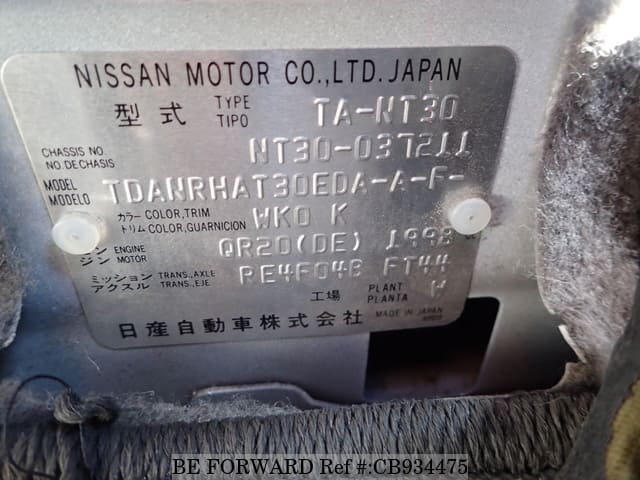 NISSAN MOTOR CO.,LTD. JAPAN
型式 TYPE TIPO TA-NT30
CHASSIS NO. NO DE CHASIS NT30-037211
MODEL MODELO TDANRHAT30EDA-A-F-
カラー COLOR,TRIM
トリム COLOR,GUARNICION WK0 K
ENGINE
ジン MOTOR QR20(DE) 1998
ミッション TRANS.,AXLE
アクスル TRANS.,EJE RE4F04B FT44
工場 PLANT PLANTA W
日産自動車株式会社 MADE IN JAPAN
BE FORWARD Ref #:CB934475